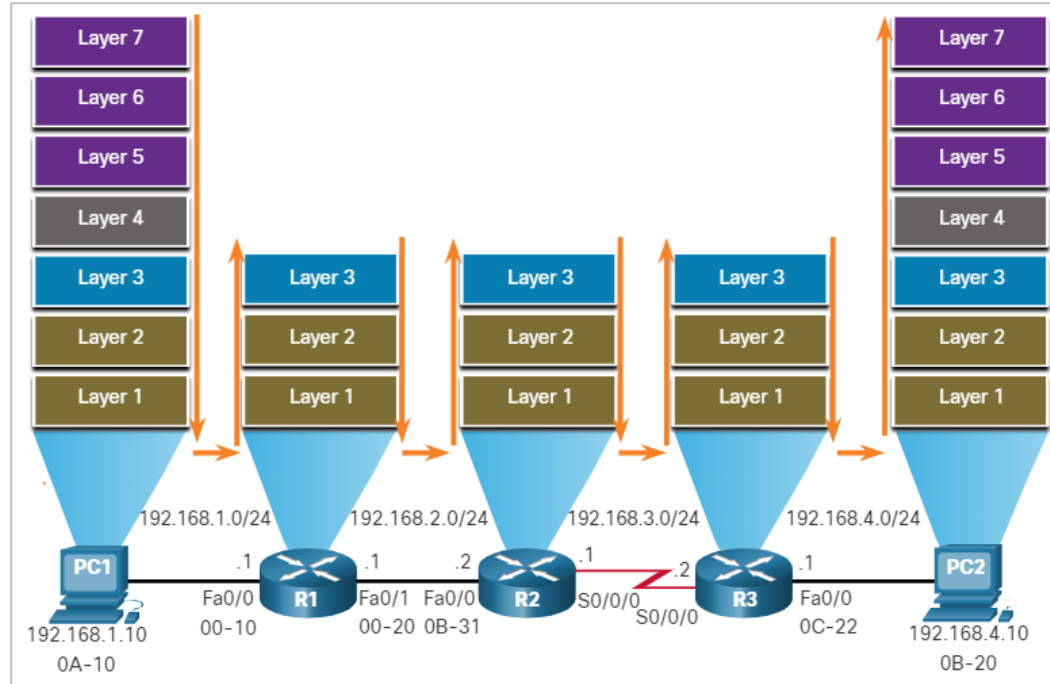 Layer 7
Layer 7
Layer 6
Layer 6
Layer 5
Layer 5
Layer 4
Layer 4
Layer 3
Layer 3
Layer 3
Layer 3
Layer 3
Layer 2
Layer 2
Layer 2
Layer 2
Layer 2
Layer 1
Layer 1
Layer 1
Layer 1
Layer 1
192.168.1.0/24
192.168.2.0/24
192.168.3.0/24
192.168.4.0/24
PC1
.1
R1
.1
.2
R2
.1
.2
R3
.1
PC2
Fa0/0
Fa0/1
Fa0/0
S0/0/0
S0/0/0
Fa0/0
00-10
00-20
0B-31
0C-22
192.168.1.10
192.168.4.10
0A-10
0B-20